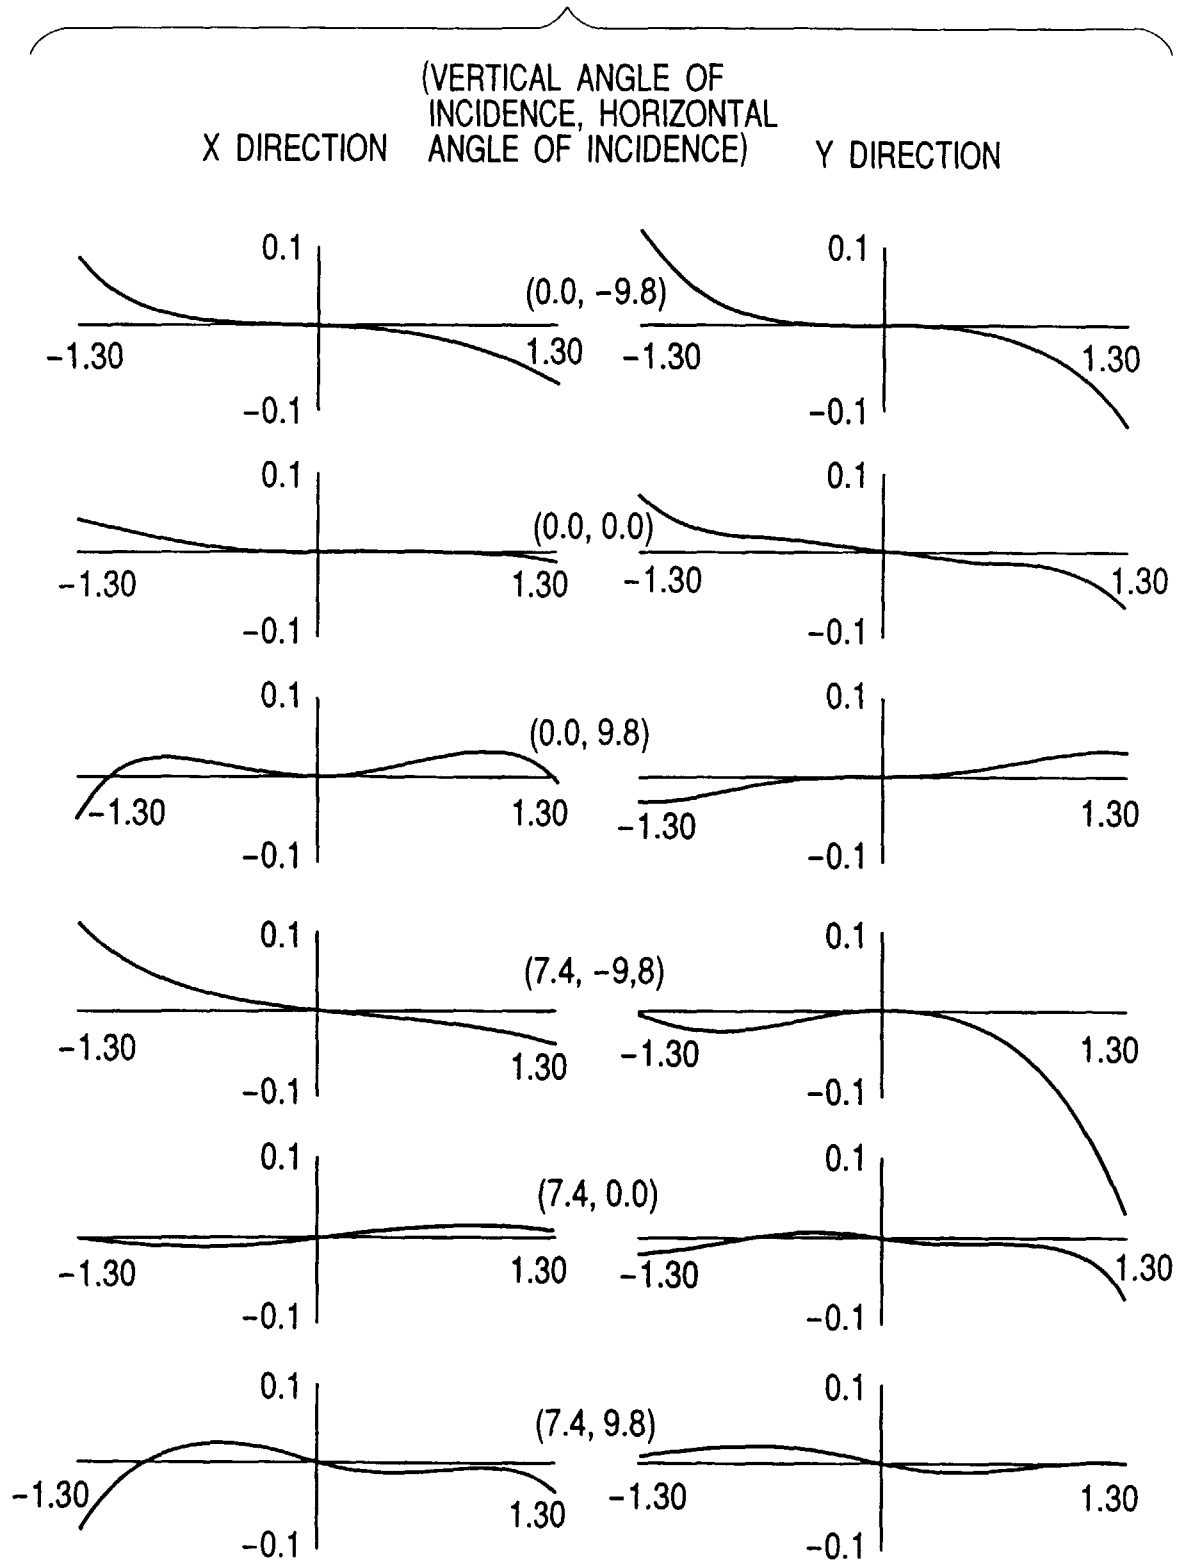 (VERTICAL ANGLE OF
INCIDENCE, HORIZONTAL
X DIRECTION ANGLE OF INCIDENCE) Y DIRECTION
0.1 0.1
(0.0, −9.8)
−1.30 1.30 −1.30 1.30
−0.1 −0.1
0.1 0.1
(0.0, 0.0)
−1.30 1.30 −1.30 1.30
−0.1 −0.1
0.1 0.1
(0.0, 9.8)
−1.30 1.30 −1.30 1.30
−0.1 −0.1
0.1 0.1
(7.4, −9,8)
−1.30 1.30 −1.30 1.30
−0.1 −0.1
0.1 0.1
(7.4, 0.0)
−1.30 1.30 −1.30 1.30
−0.1 −0.1
0.1 0.1
(7.4, 9.8)
−1.30 1.30 −1.30 1.30
−0.1 −0.1